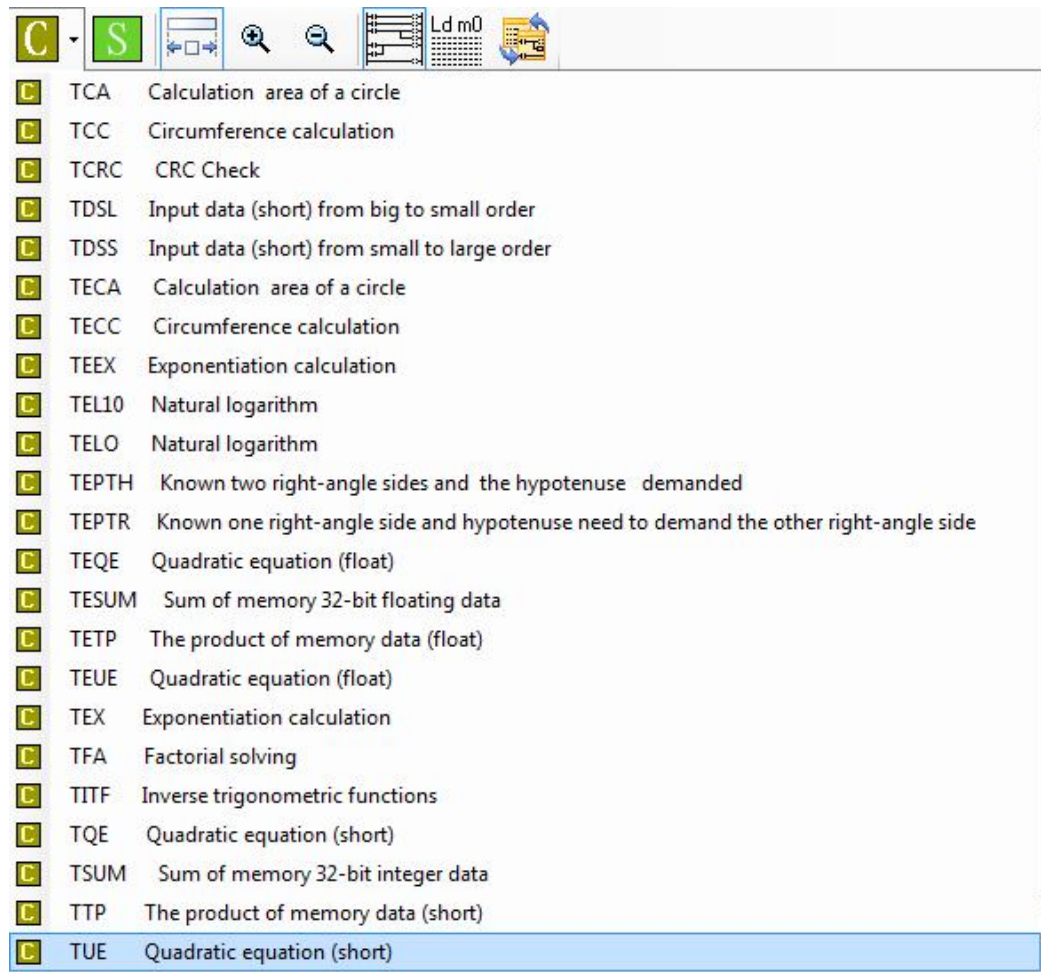 C S Ld m0
C TCA Calculation area of a circle
C TCC Circumference calculation
C TCRC CRC Check
C TDSL Input data (short) from big to small order
C TDSS Input data (short) from small to large order
C TECA Calculation area of a circle
C TECC Circumference calculation
C TEEX Exponentiation calculation
C TEL10 Natural logarithm
C TELO Natural logarithm
C TEPTH Known two right-angle sides and the hypotenuse demanded
C TEPTR Known one right-angle side and hypotenuse need to demand the other right-angle side
C TEQE Quadratic equation (float)
C TESUM Sum of memory 32-bit floating data
C TETP The product of memory data (float)
C TEUE Quadratic equation (float)
C TEX Exponentiation calculation
C TFA Factorial solving
C TITF Inverse trigonometric functions
C TQE Quadratic equation (short)
C TSUM Sum of memory 32-bit integer data
C TTP The product of memory data (short)
C TUE Quadratic equation (short)